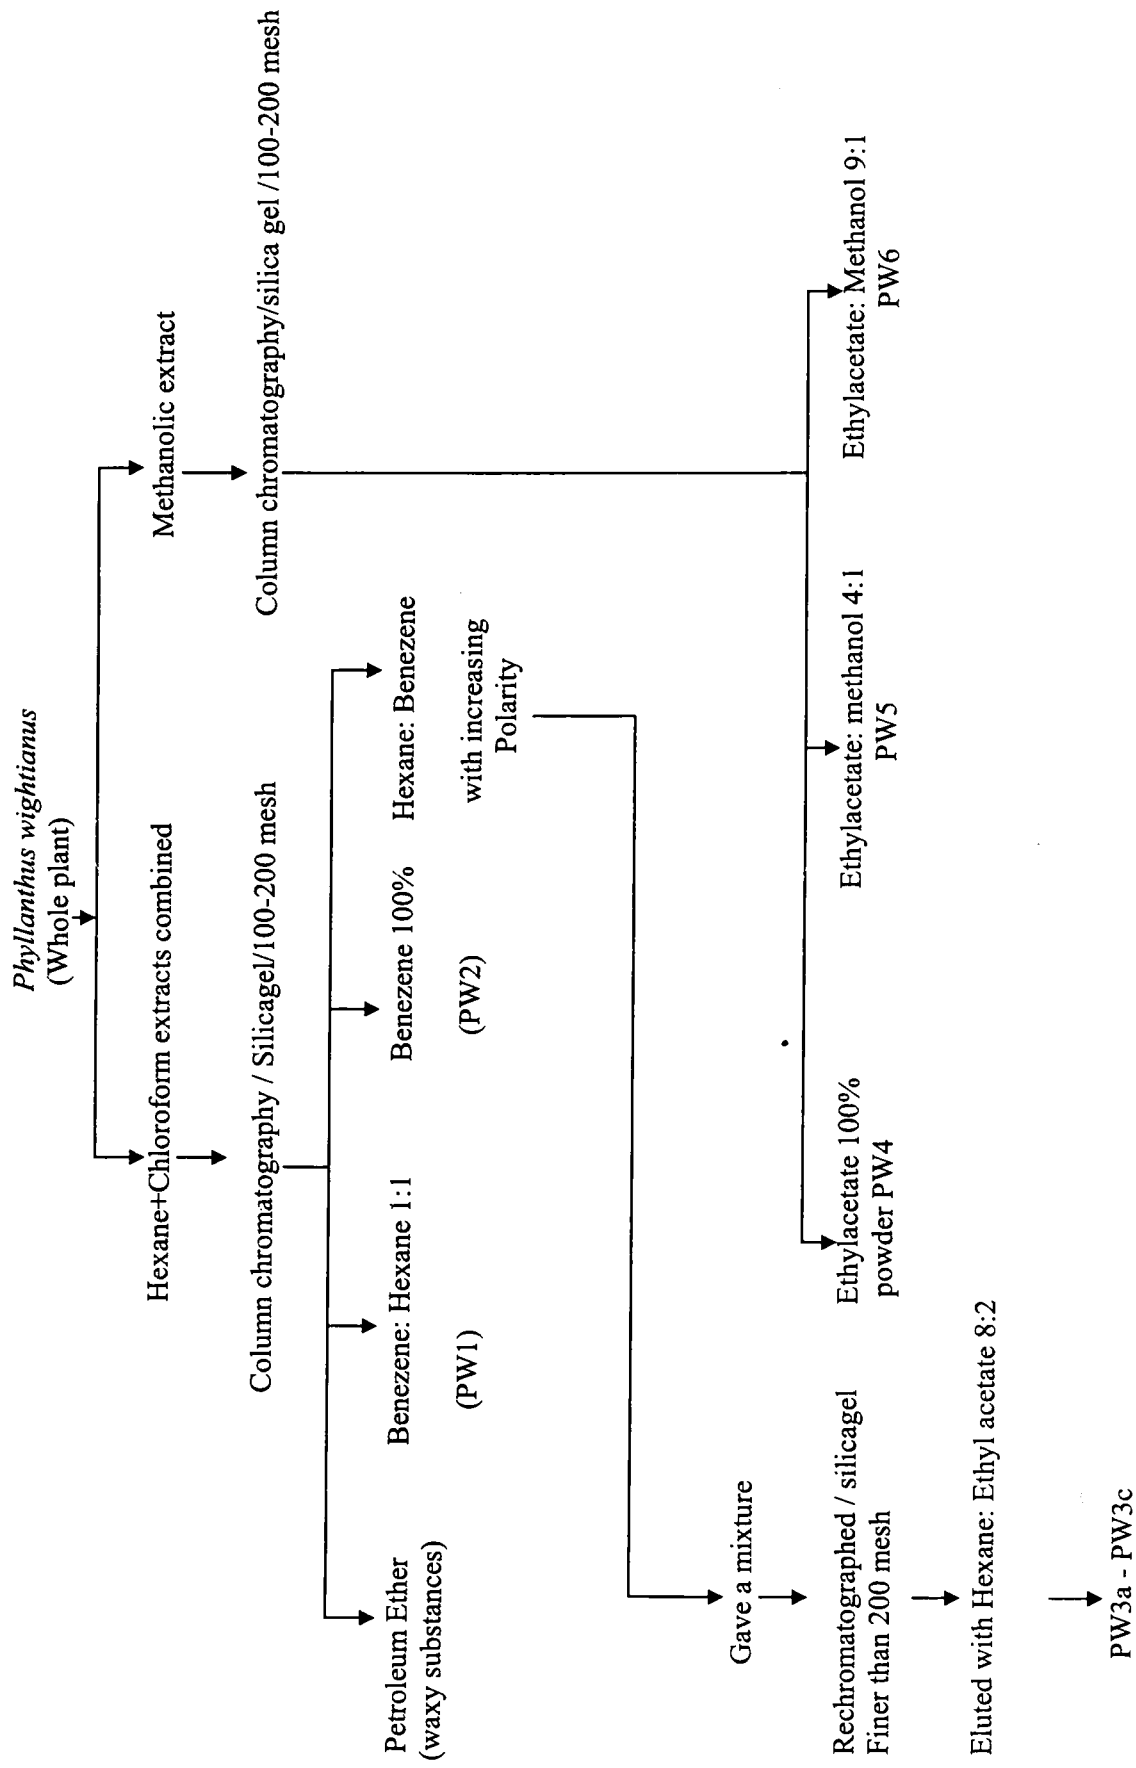 Phyllanthus wightianus
(Whole plant)
Hexane+Chloroform extracts combined
Methanolic extract
Column chromatography / Silicagel/100-200 mesh
Column chromatography/silica gel /100-200 mesh
Petroleum Ether
(waxy substances)
Benezene: Hexane 1:1
(PW1)
Benezene 100%
(PW2)
Hexane: Benezene
with increasing
Polarity
Gave a mixture
Rechromatographed / silicagel
Finer than 200 mesh
Eluted with Hexane: Ethyl acetate 8:2
PW3a - PW3c
Ethylacetate 100%
powder PW4
Ethylacetate: methanol 4:1
PW5
Ethylacetate: Methanol 9:1
PW6